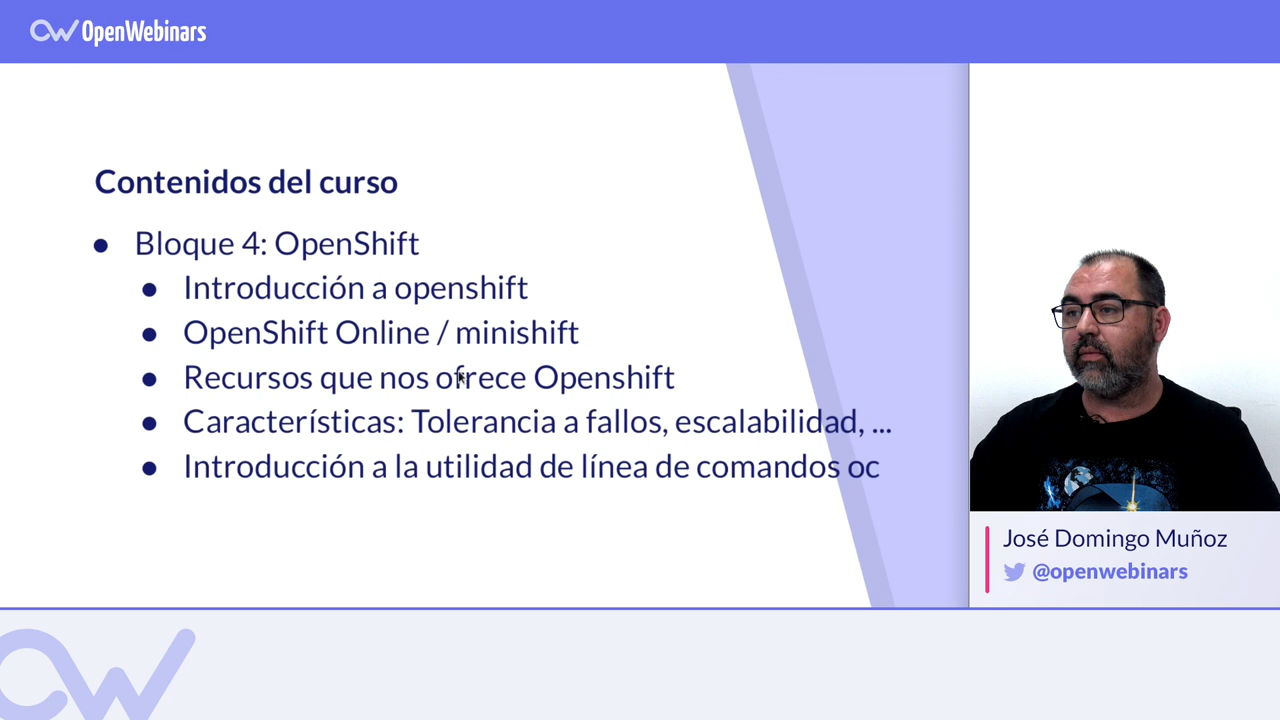 OpenWebinars
Contenidos del curso
● Bloque 4: OpenShift
● Introducción a openshift
● OpenShift Online / minishift
● Recursos que nos ofrece Openshift
● Características: Tolerancia a fallos, escalabilidad, ...
● Introducción a la utilidad de línea de comandos oc
José Domingo Muñoz
@openwebinars